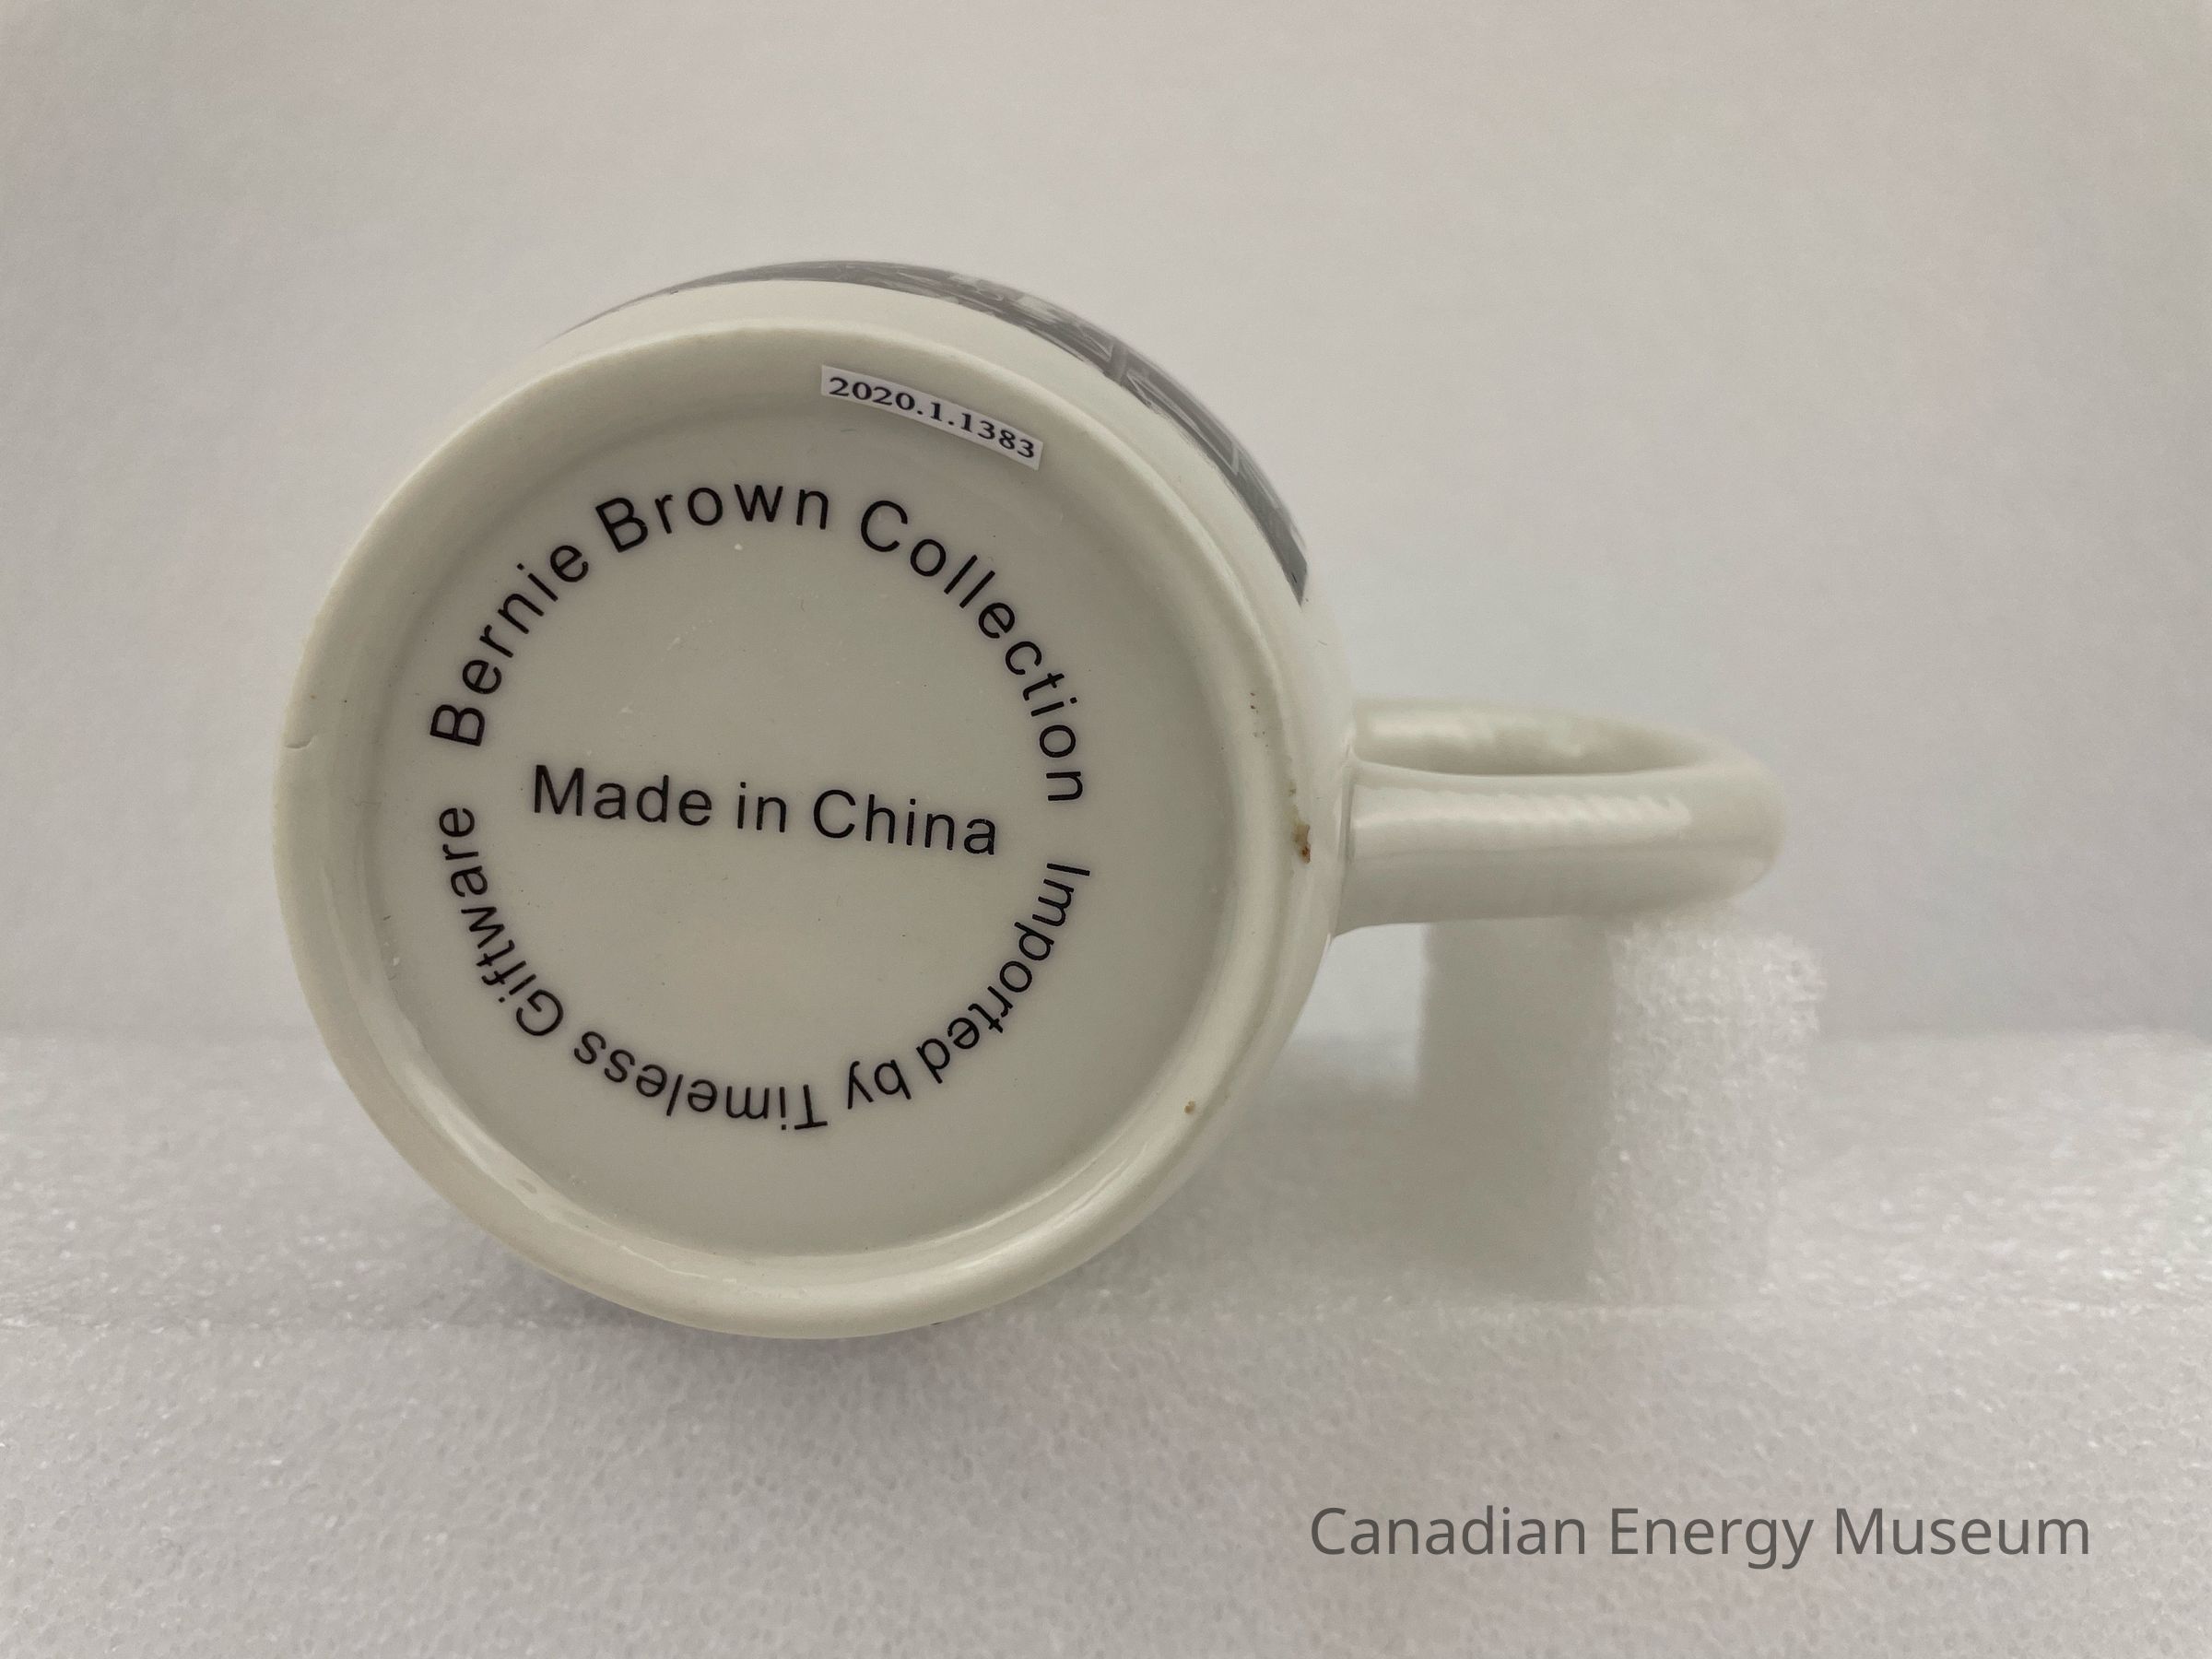 2020.1.1383
Bernie Brown Collection
Made in China
Imported by Timeless Giftware
Canadian Energy Museum